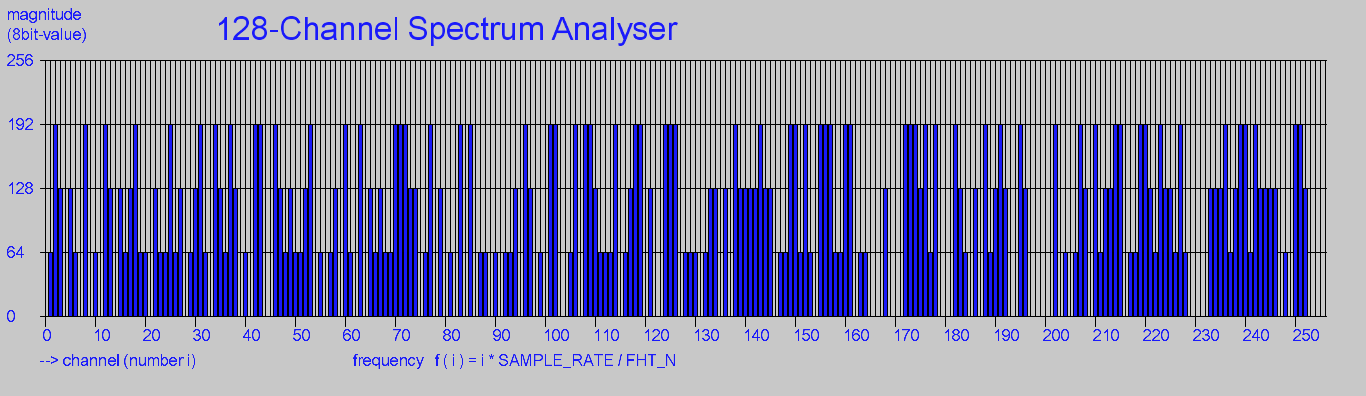 magnitude
(8bit-value)
128-Channel Spectrum Analyser
256
192
128
64
0
0 10 20 30 40 50 60 70 80 90 100 110 120 130 140 150 160 170 180 190 200 210 220 230 240 250
--> channel (number i)
frequency f ( i ) = i * SAMPLE_RATE / FHT_N